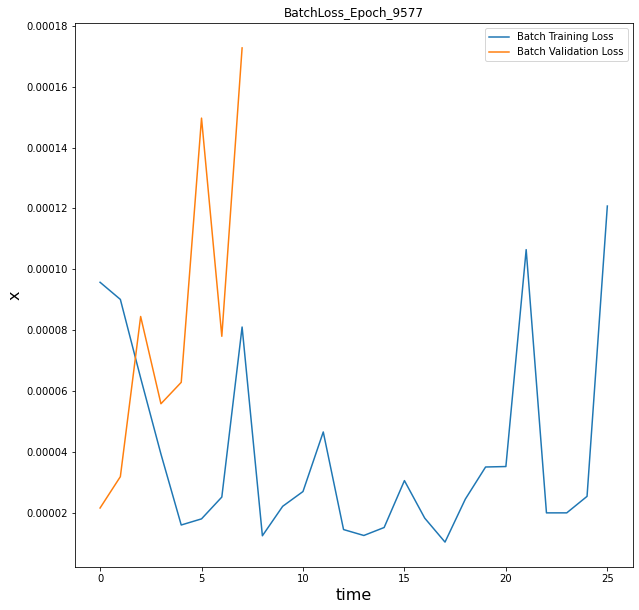 BatchLoss_Epoch_9577
Batch Training Loss
Batch Validation Loss
0.00018
0.00016
0.00014
0.00012
0.00010
0.00008
0.00006
0.00004
0.00002
x
0 5 10 15 20 25
time